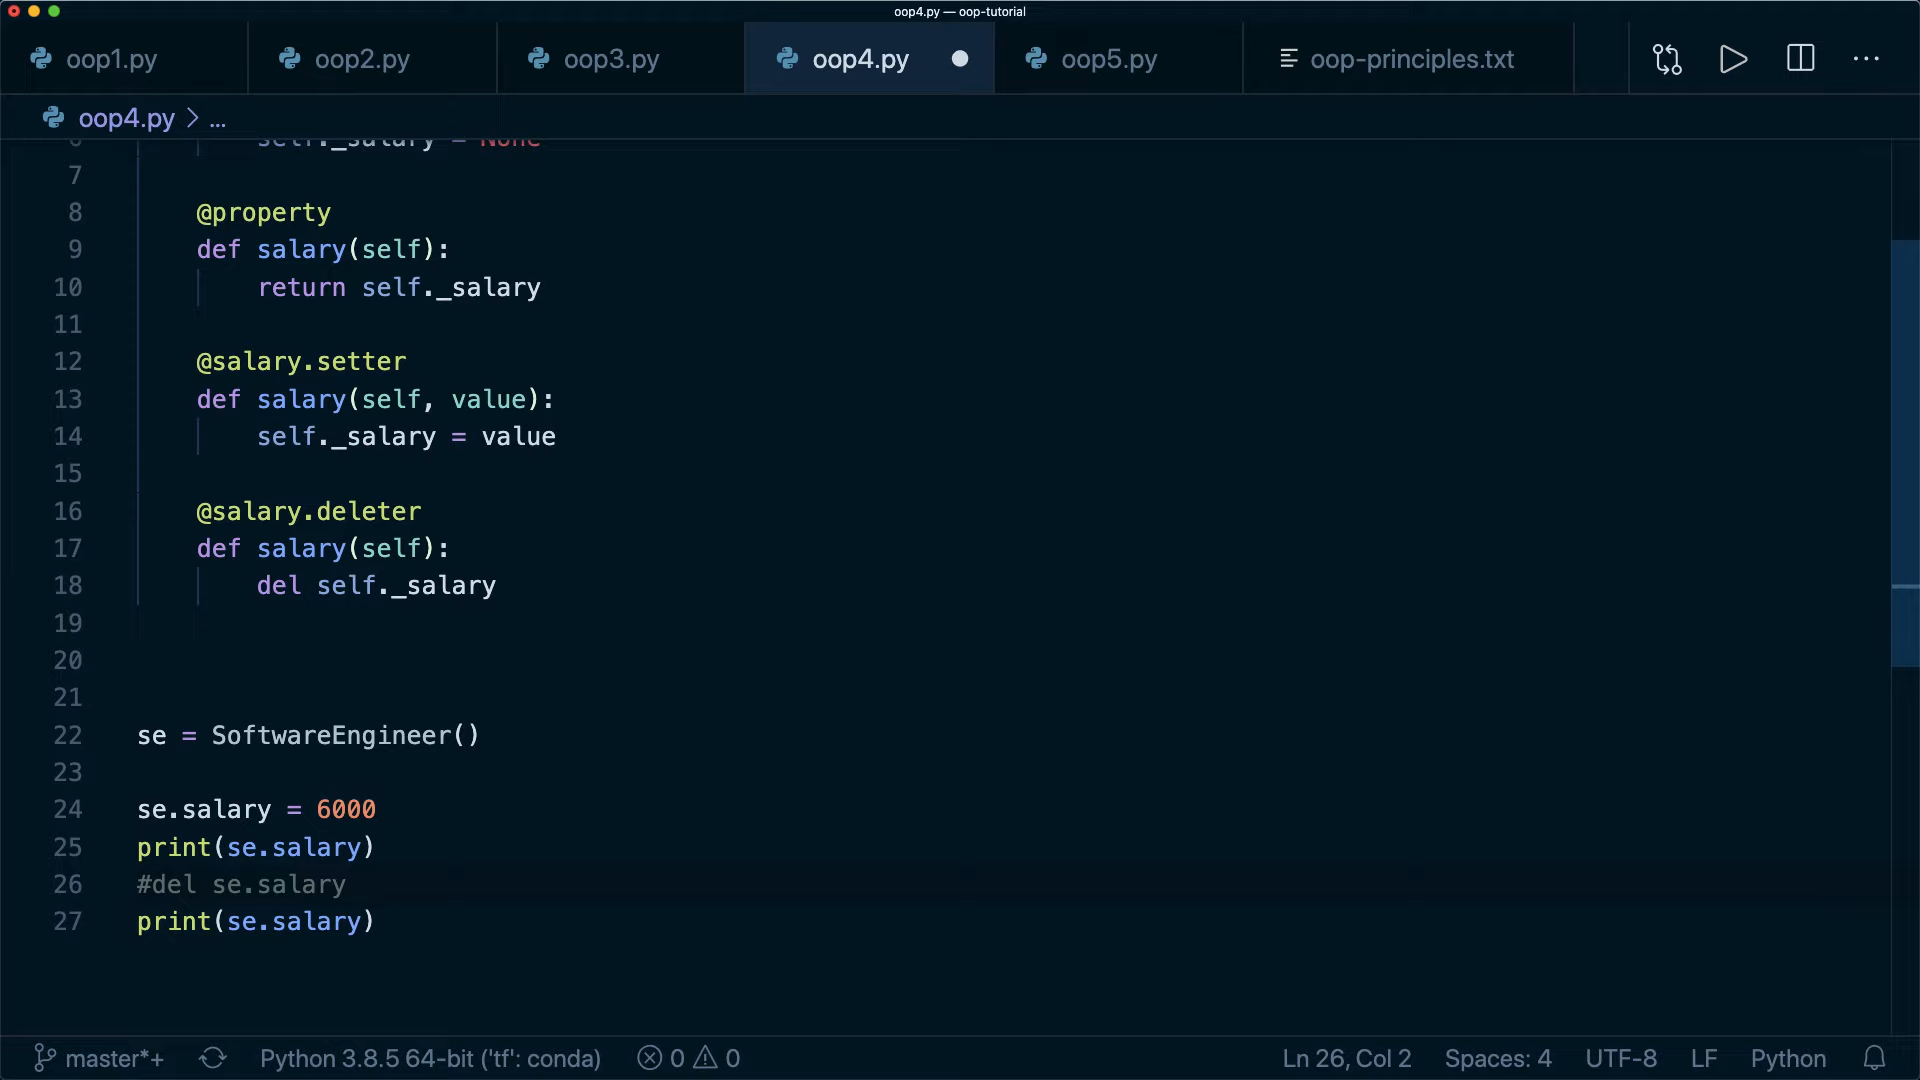 oop4.py — oop-tutorial
oop1.py oop2.py oop3.py oop4.py oop5.py oop-principles.txt
oop4.py > ...
6 self._salary = None
7
8 @property
9 def salary(self):
10 return self._salary
11
12 @salary.setter
13 def salary(self, value):
14 self._salary = value
15
16 @salary.deleter
17 def salary(self):
18 del self._salary
19
20
21
22 se = SoftwareEngineer()
23
24 se.salary = 6000
25 print(se.salary)
26 #del se.salary
27 print(se.salary)
master*+ Python 3.8.5 64-bit ('tf': conda) 0 0 Ln 26, Col 2 Spaces: 4 UTF-8 LF Python